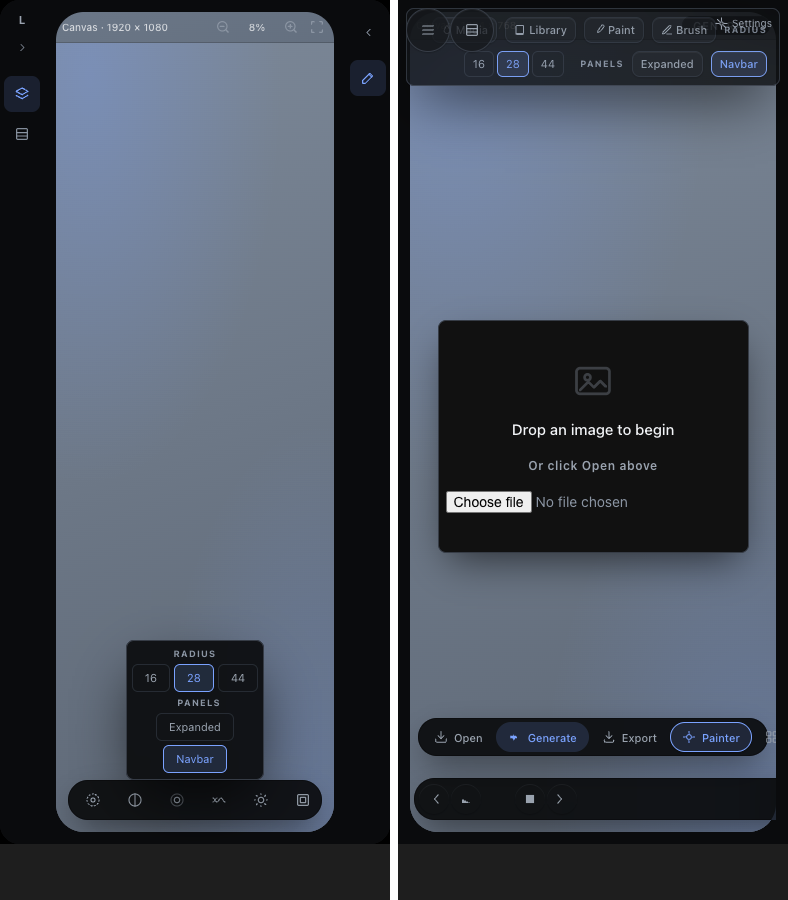 L
Canvas · 1920 × 1080
8%
RADIUS
16
28
44
PANELS
Expanded
Navbar
Library
Paint
Brush
Settings
RADIUS
16
28
44
PANELS
Expanded
Navbar
Drop an image to begin
Or click Open above
Choose file No file chosen
Open
Generate
Export
Painter